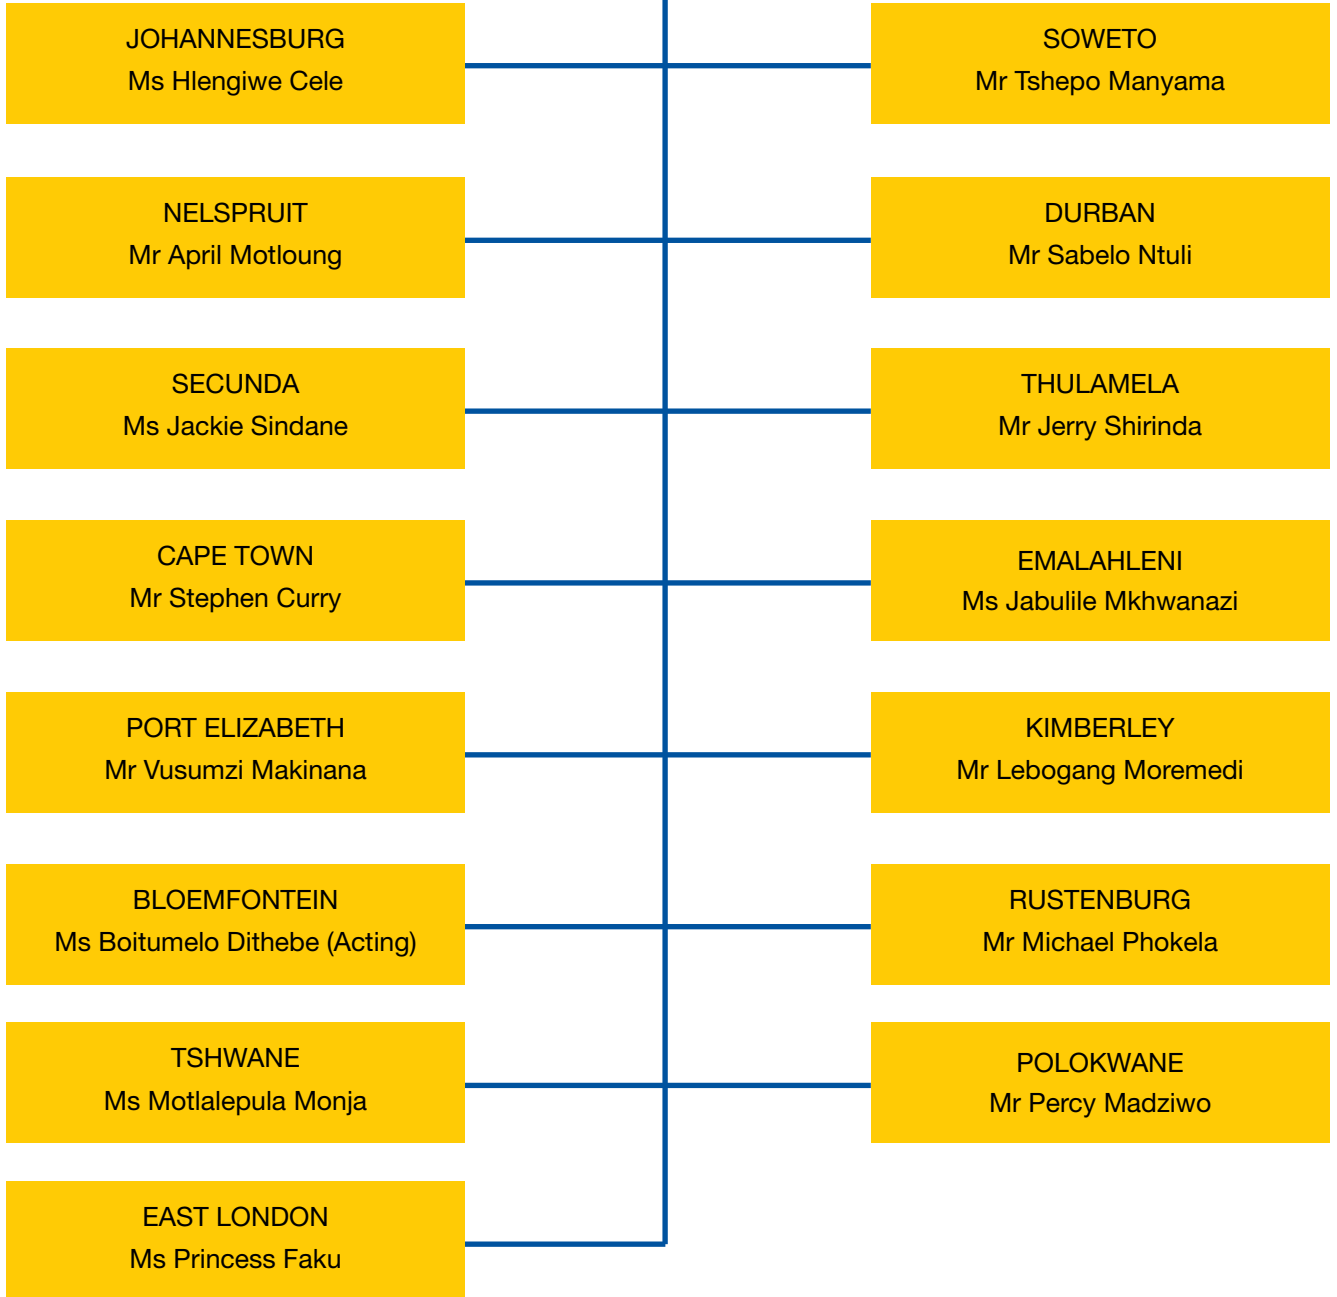 JOHANNESBURG
Ms Hlengiwe Cele
SOWETO
Mr Tshepo Manyama
NELSPRUIT
Mr April Motloung
DURBAN
Mr Sabelo Ntuli
SECUNDA
Ms Jackie Sindane
THULAMELA
Mr Jerry Shirinda
CAPE TOWN
Mr Stephen Curry
EMALAHLENI
Ms Jabulile Mkhwanazi
PORT ELIZABETH
Mr Vusumzi Makinana
KIMBERLEY
Mr Lebogang Moremedi
BLOEMFONTEIN
Ms Boitumelo Dithebe (Acting)
RUSTENBURG
Mr Michael Phokela
TSHWANE
Ms Motlalepula Monja
POLOKWANE
Mr Percy Madziwo
EAST LONDON
Ms Princess Faku